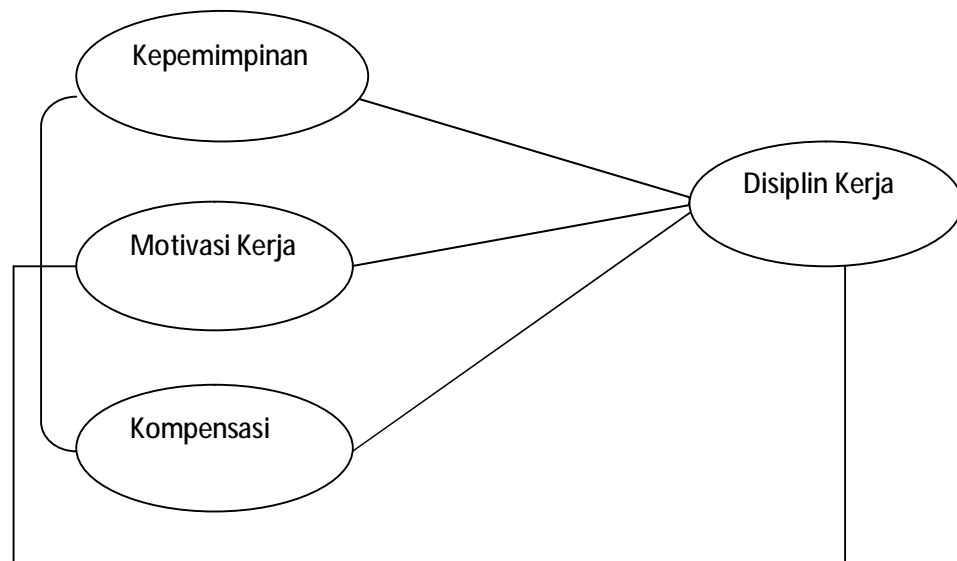 Kepemimpinan
Disiplin Kerja
Motivasi Kerja
Kompensasi